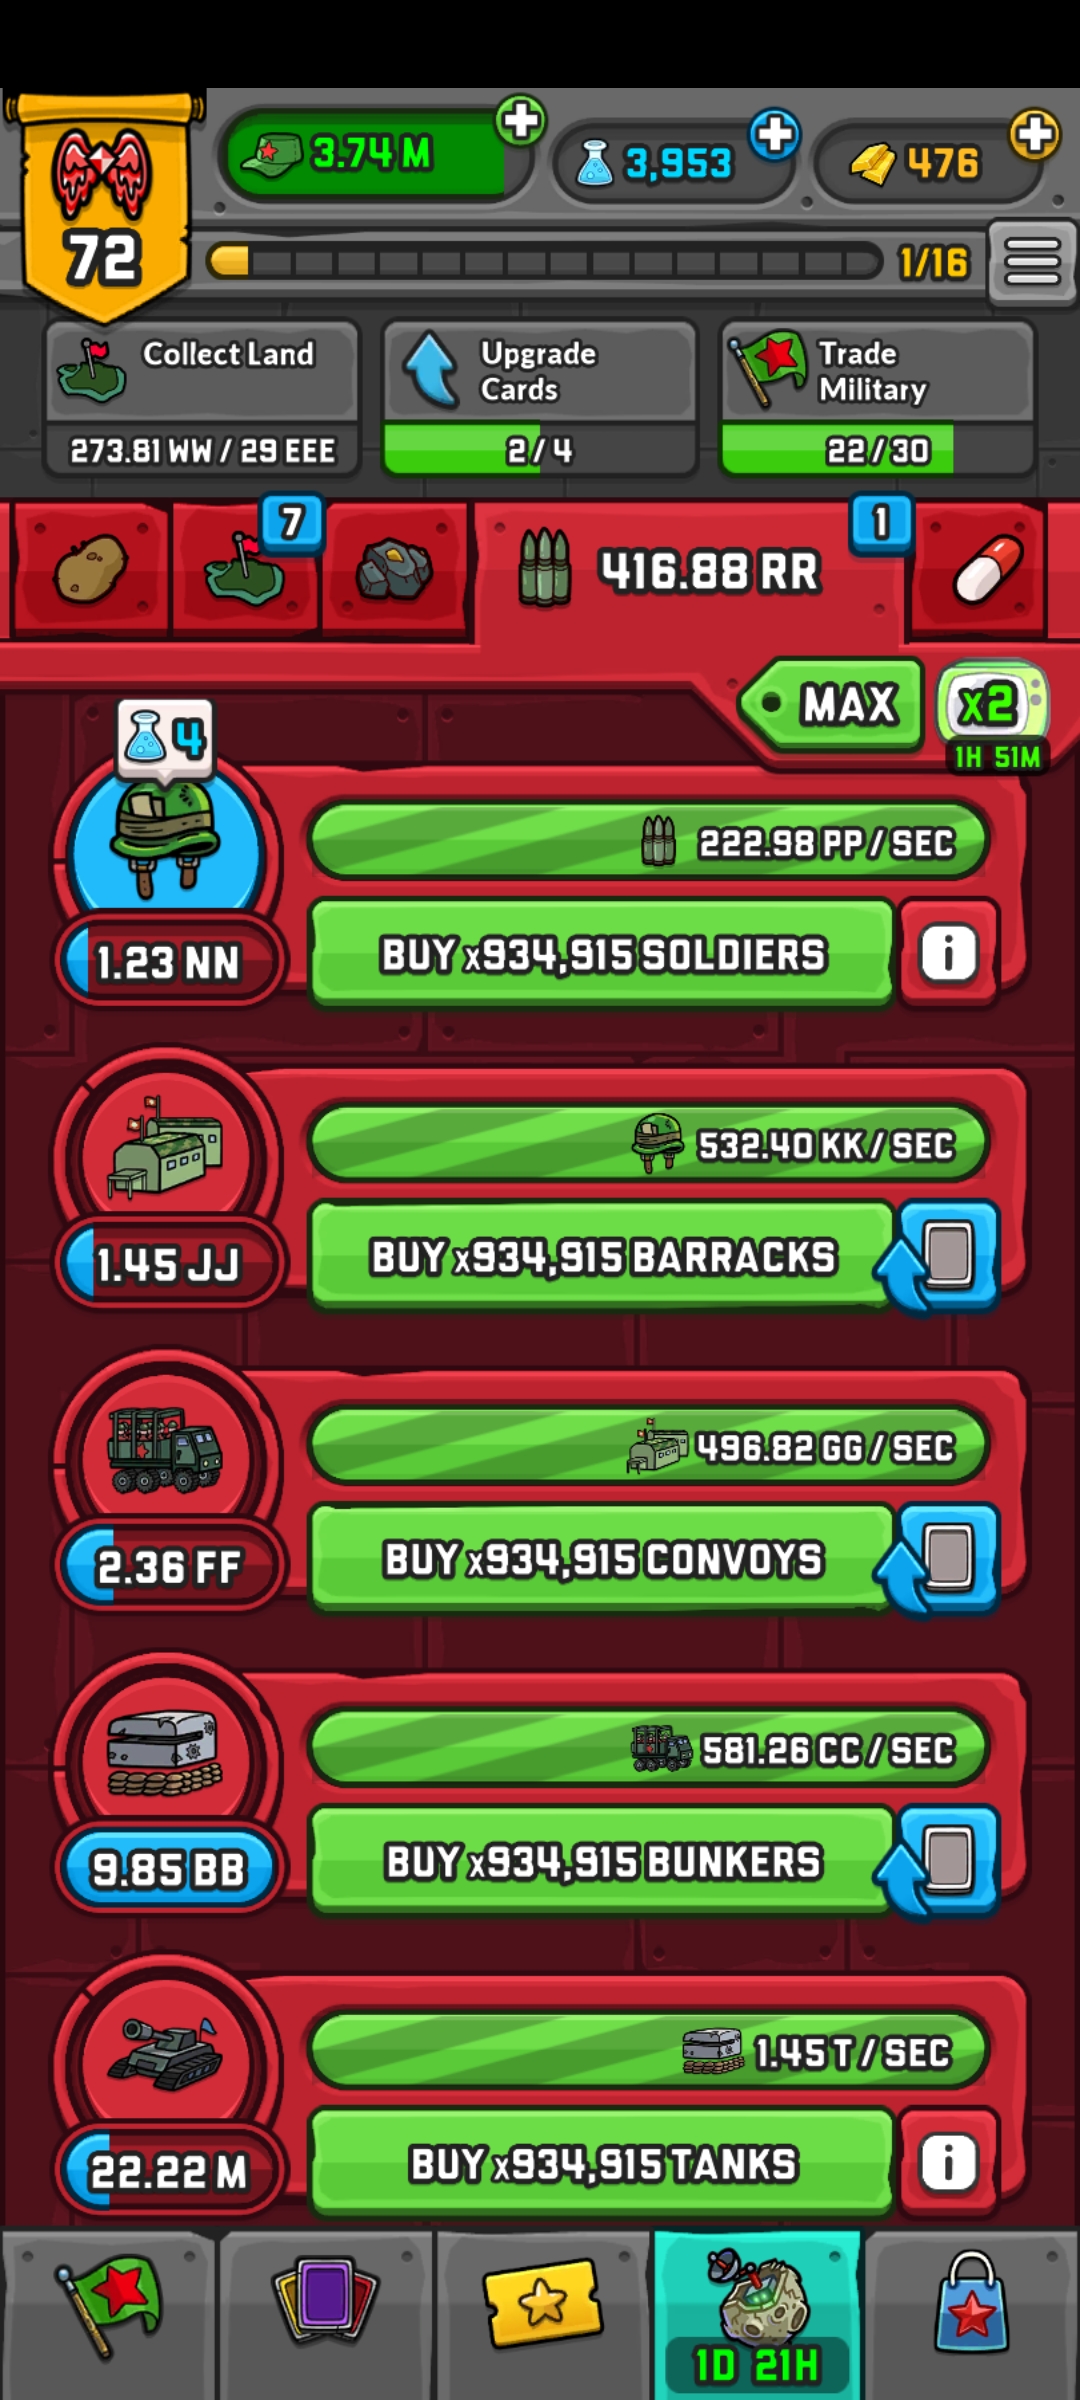 3.74 M
3,953
476
72
1/16
Collect Land
273.81 WW / 29 EEE
Upgrade
Cards
2/4
Trade
Military
22/30
7
416.88 RR
1
MAX
x2
1H 51M
4
222.98 PP / SEC
1.23 NN
BUY x934,915 SOLDIERS
i
532.40 KK / SEC
1.45 JJ
BUY x934,915 BARRACKS
496.82 GG / SEC
2.36 FF
BUY x934,915 CONVOYS
581.26 CC / SEC
9.85 BB
BUY x934,915 BUNKERS
1.45 T / SEC
22.22 M
BUY x934,915 TANKS
i
1D 21H